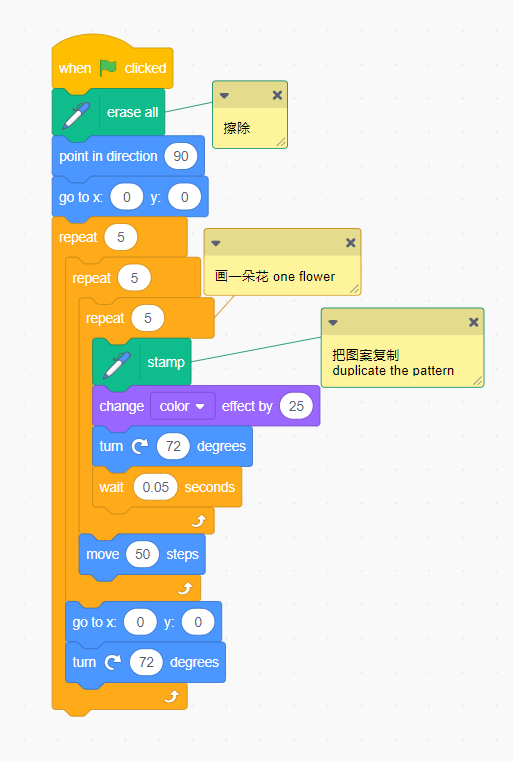 when clicked
erase all
擦除
point in direction 90
go to x: 0 y: 0
repeat 5
repeat 5
画一朵花 one flower
repeat 5
stamp
把图案复制
duplicate the pattern
change color effect by 25
turn 72 degrees
wait 0.05 seconds
move 50 steps
go to x: 0 y: 0
turn 72 degrees